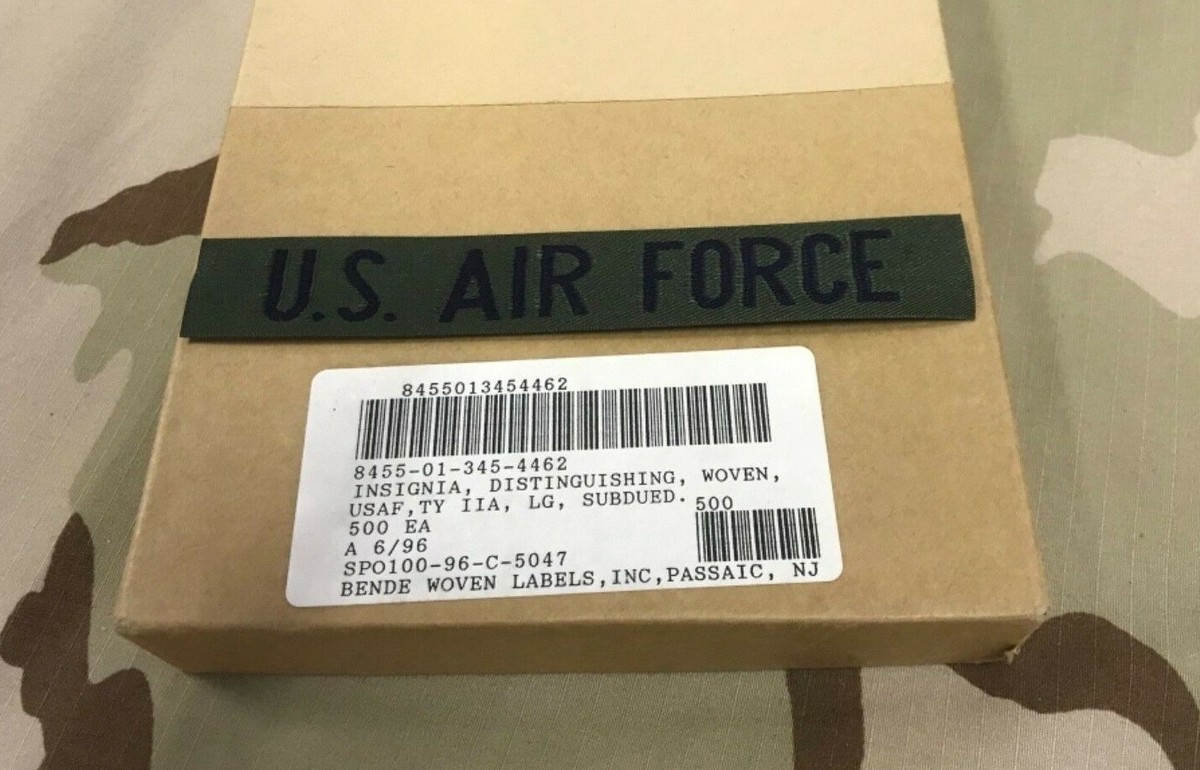 U.S. AIR FORCE
8455013454462
8455-01-345-4462
INSIGNIA, DISTINGUISHING, WOVEN,
USAF,TY IIA, LG, SUBDUED.
500
500 EA
A 6/96
SPO100-96-C-5047
BENDE WOVEN LABELS,INC,PASSAIC, NJ